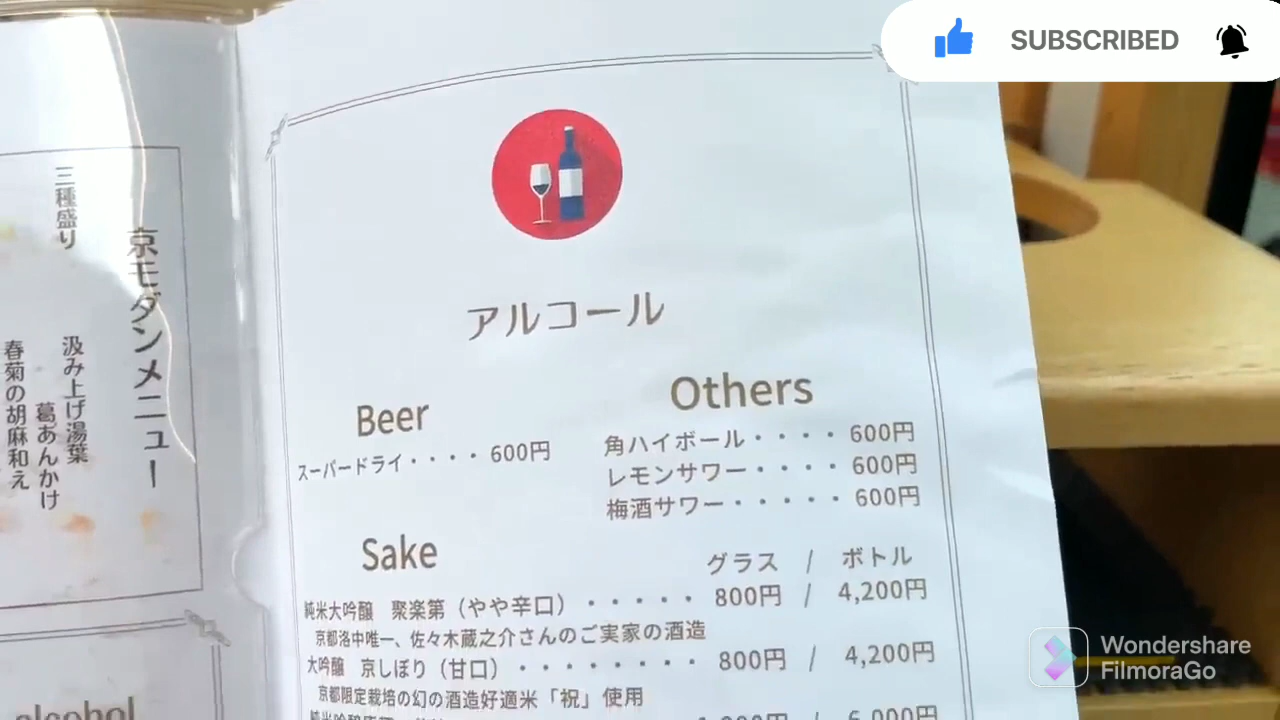 SUBSCRIBED
京モダンメニュー
三種盛り
汲み上げ湯葉
葛あんかけ
春菊の胡麻和え
alcohol
アルコール
Beer
スーパードライ・・・・600円
Others
角ハイボール・・・・600円
レモンサワー・・・・600円
梅酒サワー・・・・・600円
Sake
グラス / ボトル
純米大吟醸 聚楽第（やや辛口）・・・・・800円 / 4,200円
京都洛中唯一、佐々木蔵之介さんのご実家の酒造
大吟醸 京しぼり（甘口）・・・・・・・・800円 / 4,200円
京都限定栽培の幻の酒造好適米「祝」使用
Wondershare
FilmoraGo